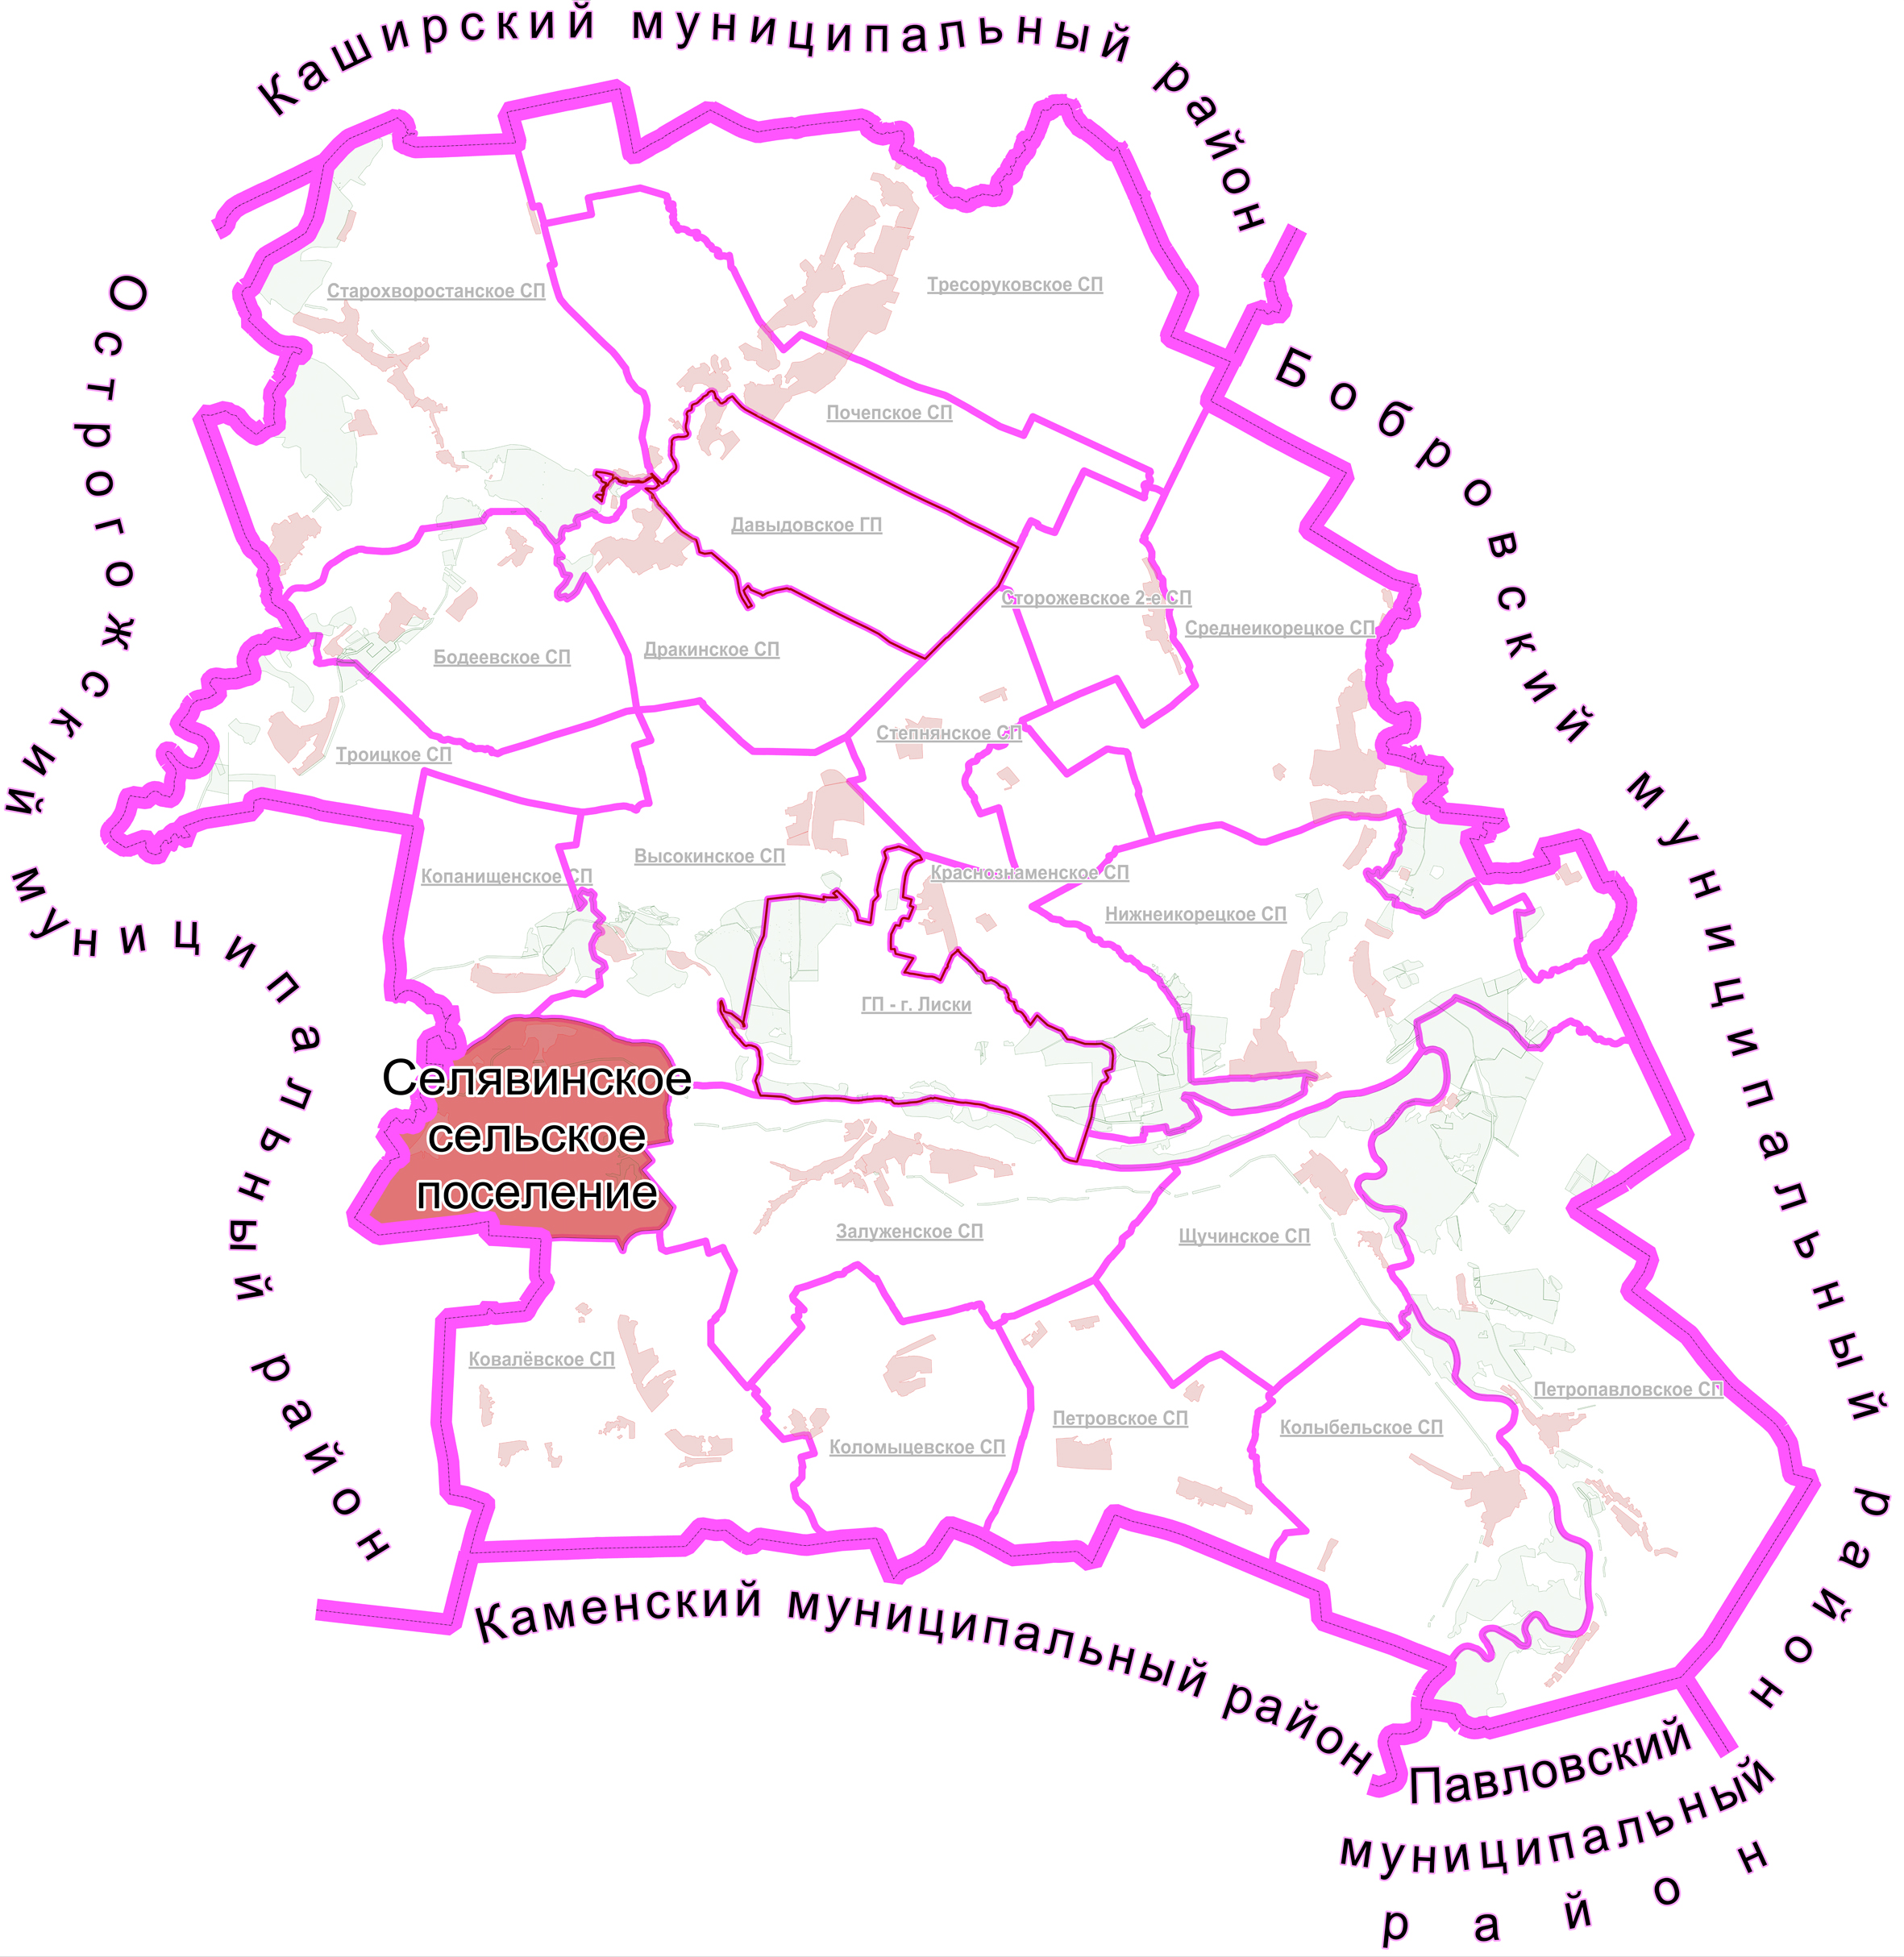 Каширский муниципальный район
Острогожский муниципальный район
Бобровский муниципальный район
Старохворостанское СП
Тресоруковское СП
Почепское СП
Давыдовское ГП
Сторожевское 2-е СП
Среднеикорецкое СП
Бодеевское СП
Дракинское СП
Степнянское СП
Троицкое СП
Высокинское СП
Копанищенское СП
Краснознаменское СП
Нижнеикорецкое СП
ГП - г. Лиски
Селявинское
сельское
поселение
Залуженское СП
Щучинское СП
Ковалёвское СП
Петропавловское СП
Петровское СП
Колыбельское СП
Коломыцевское СП
Каменский муниципальный район
Павловский
муниципальный
район